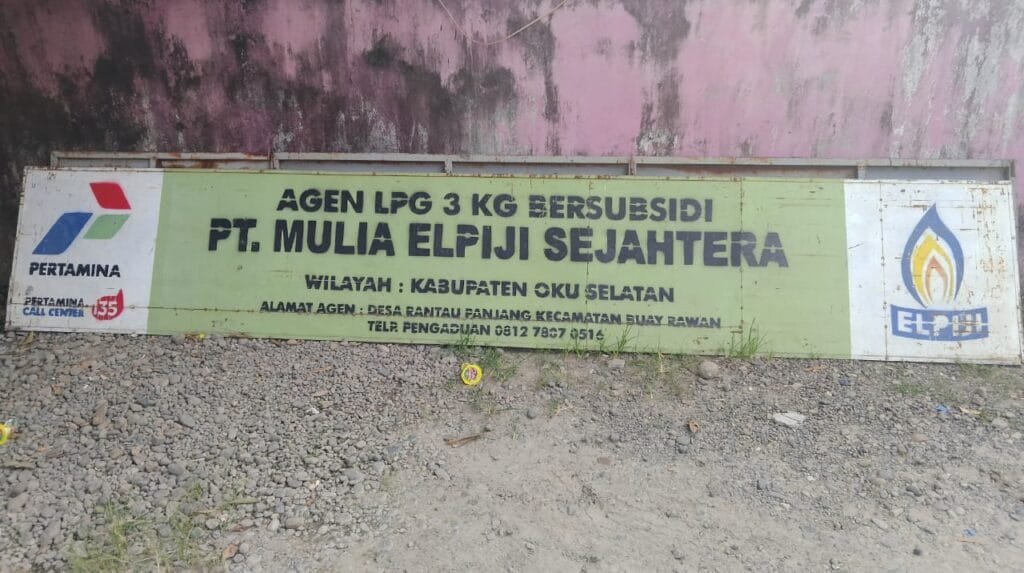 PERTAMINA
PERTAMINA
CALL CENTER 135
AGEN LPG 3 KG BERSUBSIDI
PT. MULIA ELPIJI SEJAHTERA
WILAYAH : KABUPATEN OKU SELATAN
ALAMAT AGEN : DESA RANTAU PANJANG KECAMATAN BUAY RAWAN
TELP. PENGADUAN 0812 7807 0516
ELPIJI